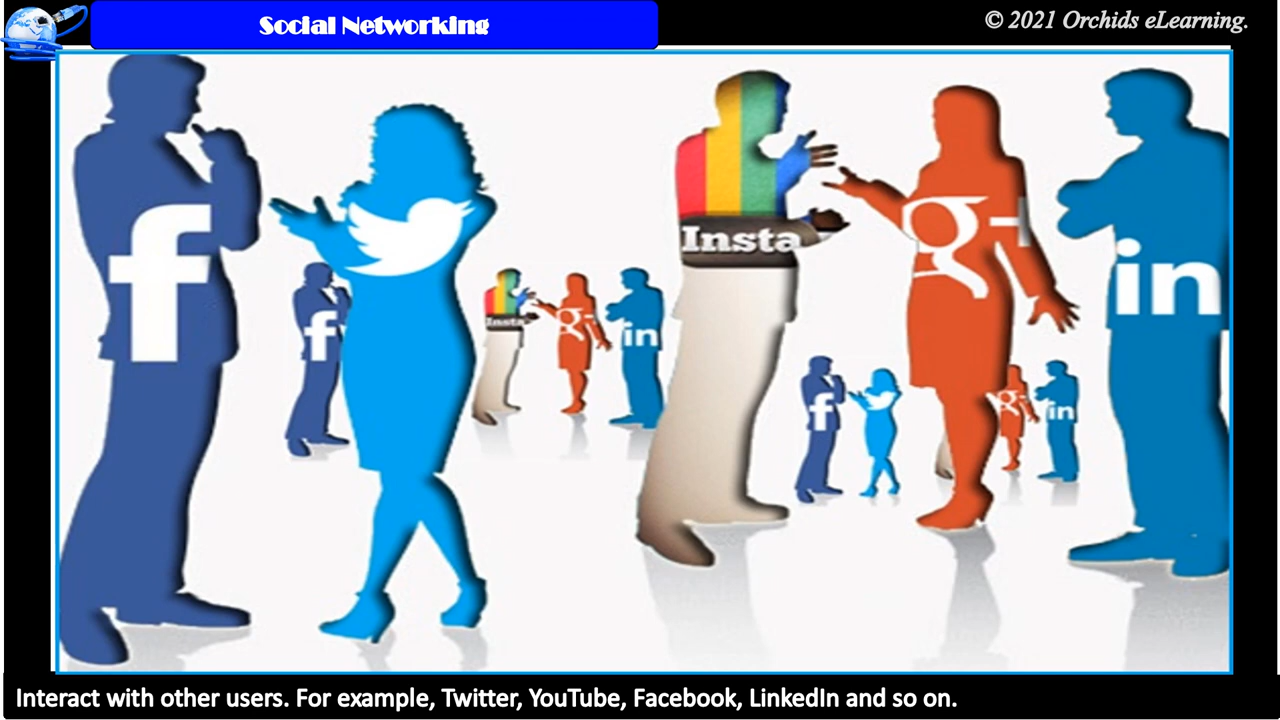 Social Networking
© 2021 Orchids eLearning.
f
Insta
g+
in
f
Insta
g+
in
f
g+
in
Interact with other users. For example, Twitter, YouTube, Facebook, LinkedIn and so on.